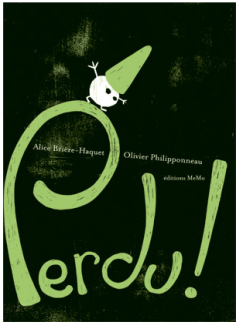 Alice Brière-Haquet
Olivier Philipponneau
éditions MeMo
Perdu!